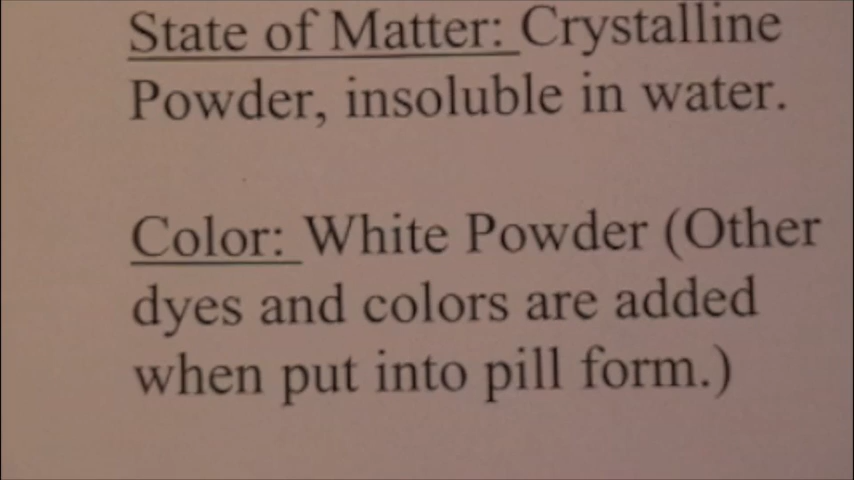 State of Matter: Crystalline
Powder, insoluble in water.
Color: White Powder (Other
dyes and colors are added
when put into pill form.)